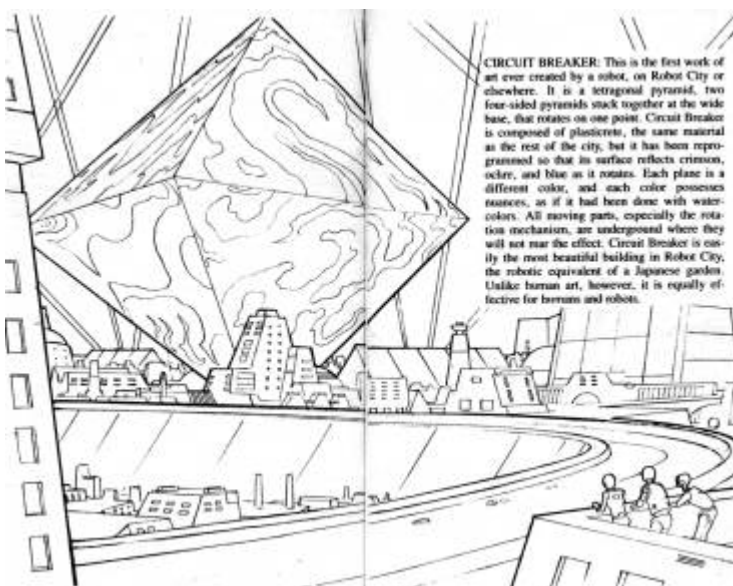 CIRCUIT BREAKER: This is the first work of
art ever created by a robot, on Robot City or
elsewhere. It is a tetragonal pyramid, two
four-sided pyramids stuck together at the wide
base, that rotates on one point. Circuit Breaker
is composed of plasticrete, the same material
as the rest of the city, but it has been repro-
grammed so that its surface reflects crimson,
ochre, and blue as it rotates. Each plane is a
different color, and each color possesses
nuances, as if it had been done with water-
colors. All moving parts, especially the rota-
tion mechanism, are underground where they
will not mar the effect. Circuit Breaker is eas-
ily the most beautiful building in Robot City,
the robotic equivalent of a Japanese garden.
Unlike human art, however, it is equally ef-
fective for humans and robots.